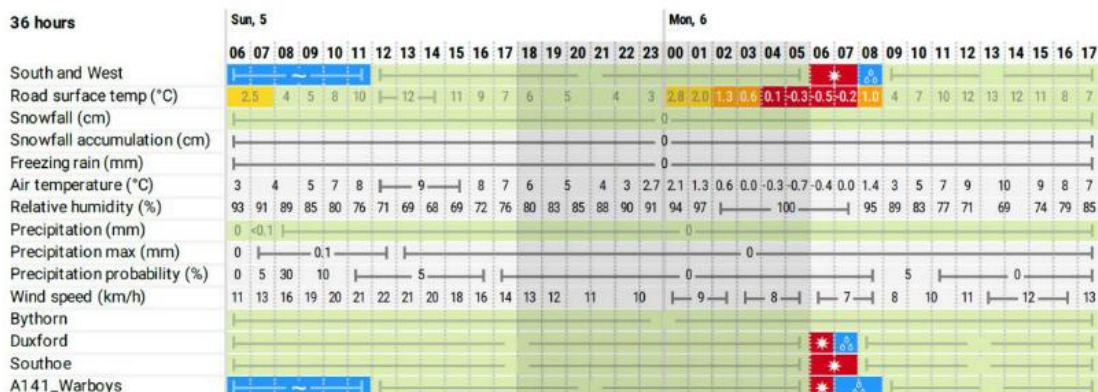 36 hours Sun, 5 Mon, 6
06 07 08 09 10 11 12 13 14 15 16 17 18 19 20 21 22 23 00 01 02 03 04 05 06 07 08 09 10 11 12 13 14 15 16 17
South and West
Road surface temp (°C) 2.5 4 5 8 10 12 11 9 7 6 5 4 3 2.8 2.0 1.3 0.6 0.1 -0.3 -0.5 -0.2 1.0 4 7 10 12 13 12 11 8 7
Snowfall (cm) 0
Snowfall accumulation (cm) 0
Freezing rain (mm) 0
Air temperature (°C) 3 4 5 7 8 9 8 7 6 5 4 3 2.7 2.1 1.3 0.6 0.0 -0.3 -0.7 -0.4 0.0 1.4 3 5 7 9 10 9 8 7
Relative humidity (%) 93 91 89 85 80 76 71 69 68 69 72 76 80 83 85 88 90 91 94 97 100 95 89 83 77 71 69 74 79 85
Precipitation (mm) 0 <0.1 0
Precipitation max (mm) 0 0.1 0
Precipitation probability (%) 0 5 30 10 5 0 5 0
Wind speed (km/h) 11 13 16 19 20 21 22 21 20 18 16 14 13 12 11 10 9 8 7 8 10 11 12 13
Bythorn
Duxford
Southoe
A141_Warboys